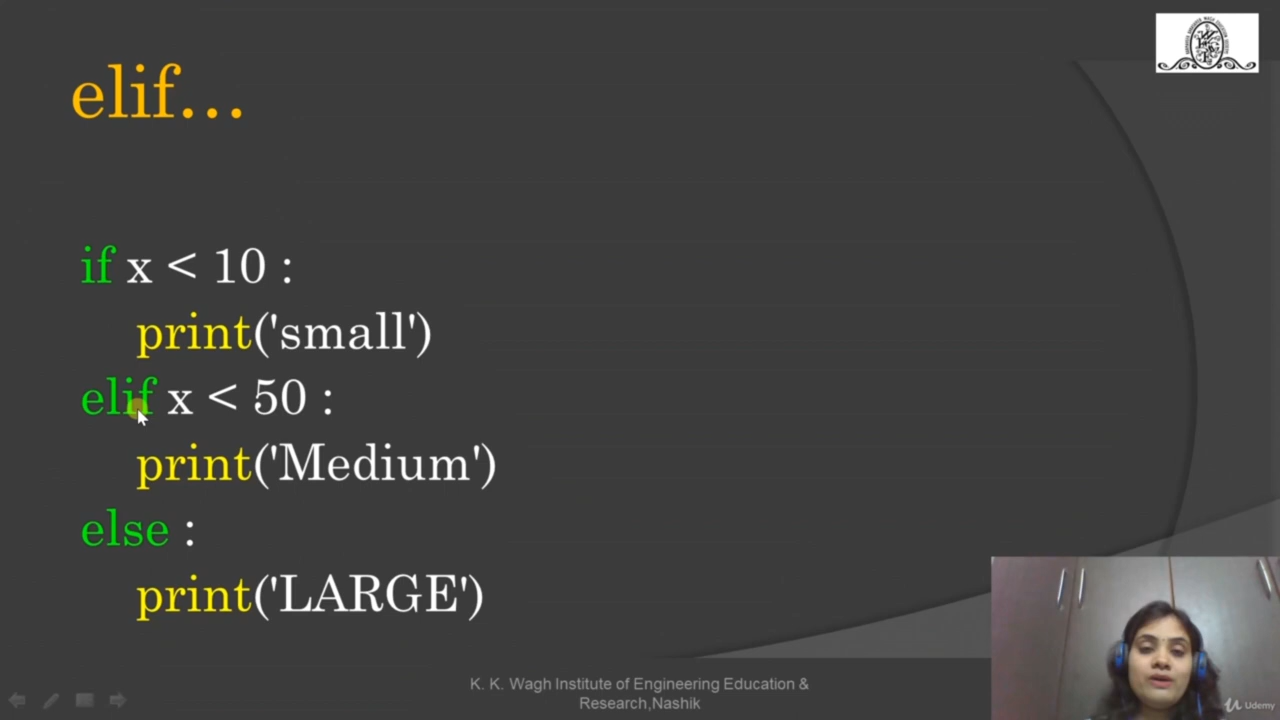 elif...
if x < 10 :
print('small')
elif x < 50 :
print('Medium')
else :
print('LARGE')
K. K. Wagh Institute of Engineering Education &
Research,Nashik
Udemy